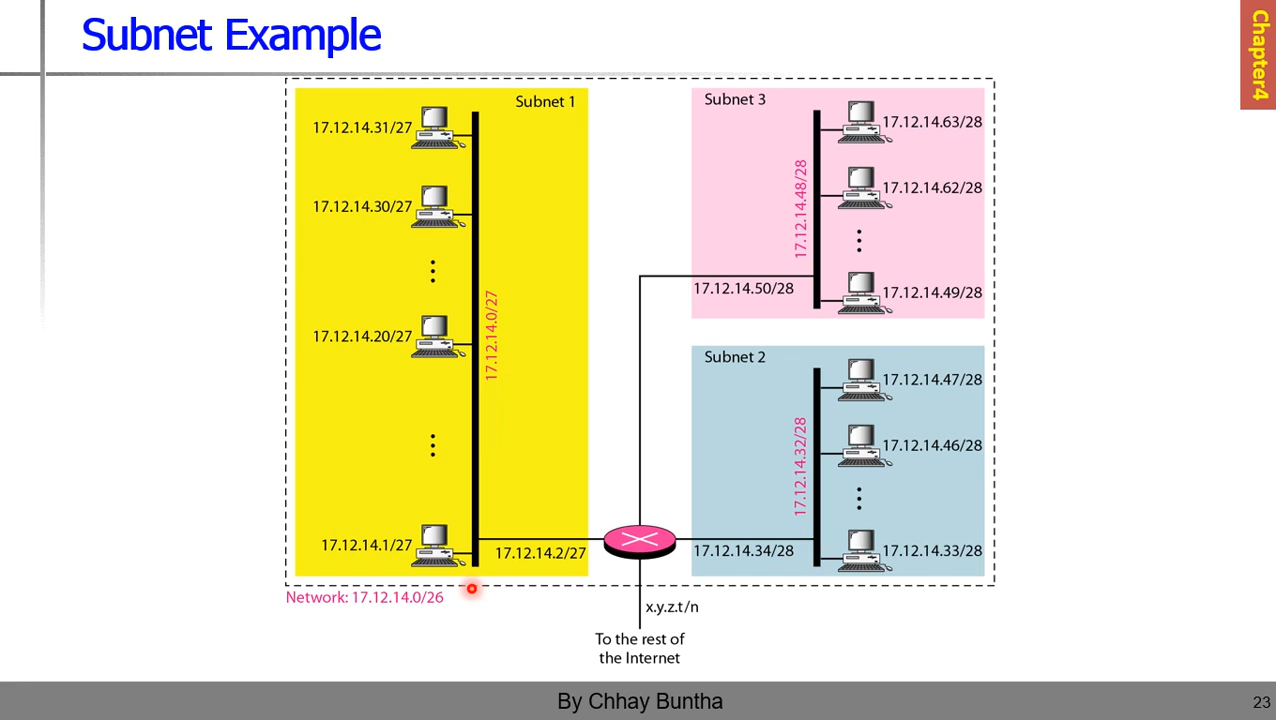 Subnet Example
Chapter4
Subnet 1
17.12.14.31/27
17.12.14.30/27
17.12.14.20/27
17.12.14.0/27
17.12.14.1/27
17.12.14.2/27
Subnet 3
17.12.14.63/28
17.12.14.62/28
17.12.14.48/28
17.12.14.50/28
17.12.14.49/28
Subnet 2
17.12.14.47/28
17.12.14.46/28
17.12.14.32/28
17.12.14.34/28
17.12.14.33/28
Network: 17.12.14.0/26
x.y.z.t/n
To the rest of
the Internet
By Chhay Buntha
23